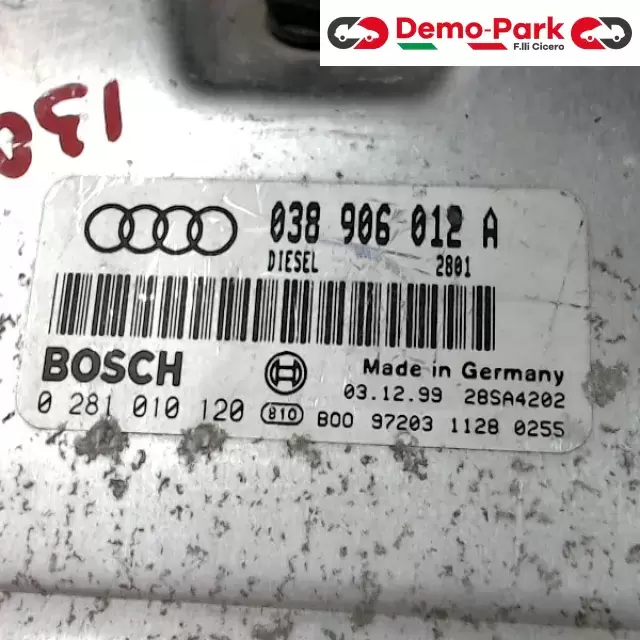 Demo-Park
F.lli Cicero
038 906 012 A
DIESEL 2801
BOSCH
Made in Germany
03.12.99 28SA4202
0 281 010 120 810 B00 97203 1128 0255